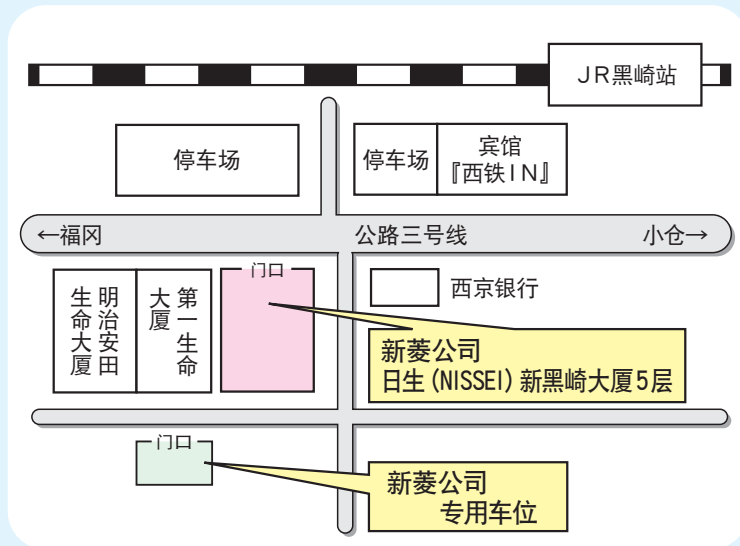 JR黑崎站
停车场
停车场
宾馆
『西铁IN』
←福冈
公路三号线
小仓→
明治安田
生命大厦
第一生命
大厦
门口
西京银行
新菱公司
日生(NISSEI)新黑崎大厦5层
门口
新菱公司
专用车位